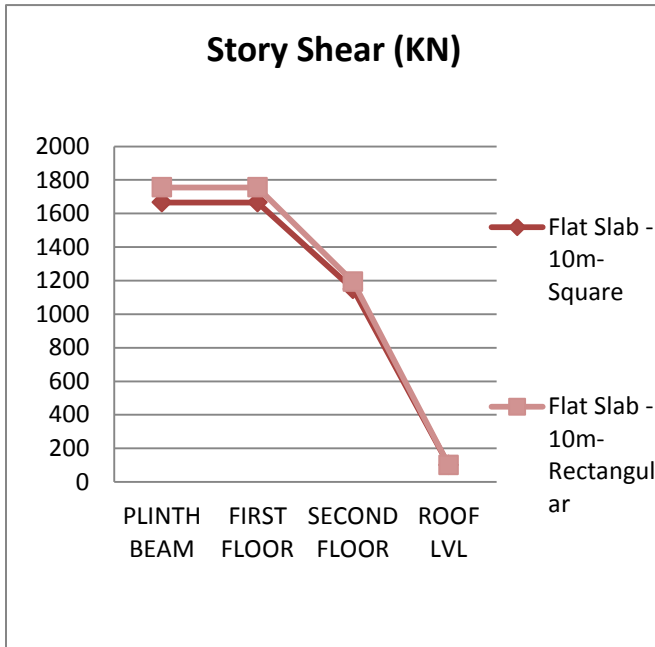 Story Shear (KN)
2000
1800
1600
1400
1200
1000
800
600
400
200
0
PLINTH FIRST SECOND ROOF
BEAM FLOOR FLOOR LVL
Flat Slab -
10m-
Square
Flat Slab -
10m-
Rectangul
ar